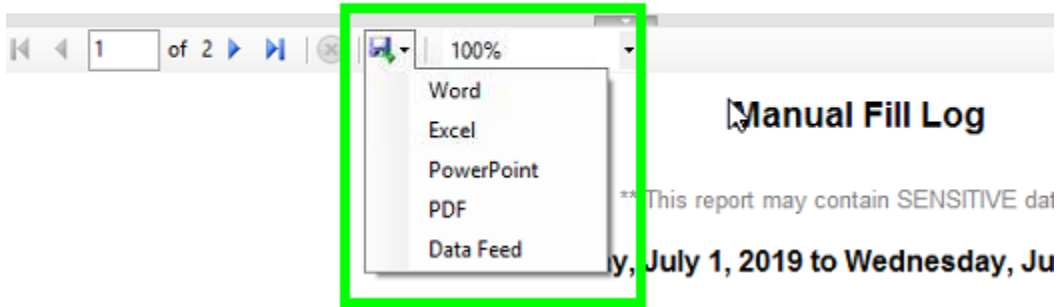 1 of 2 100%
Word
Excel
PowerPoint
PDF
Data Feed
Manual Fill Log
** This report may contain SENSITIVE dat
y, July 1, 2019 to Wednesday, Ju